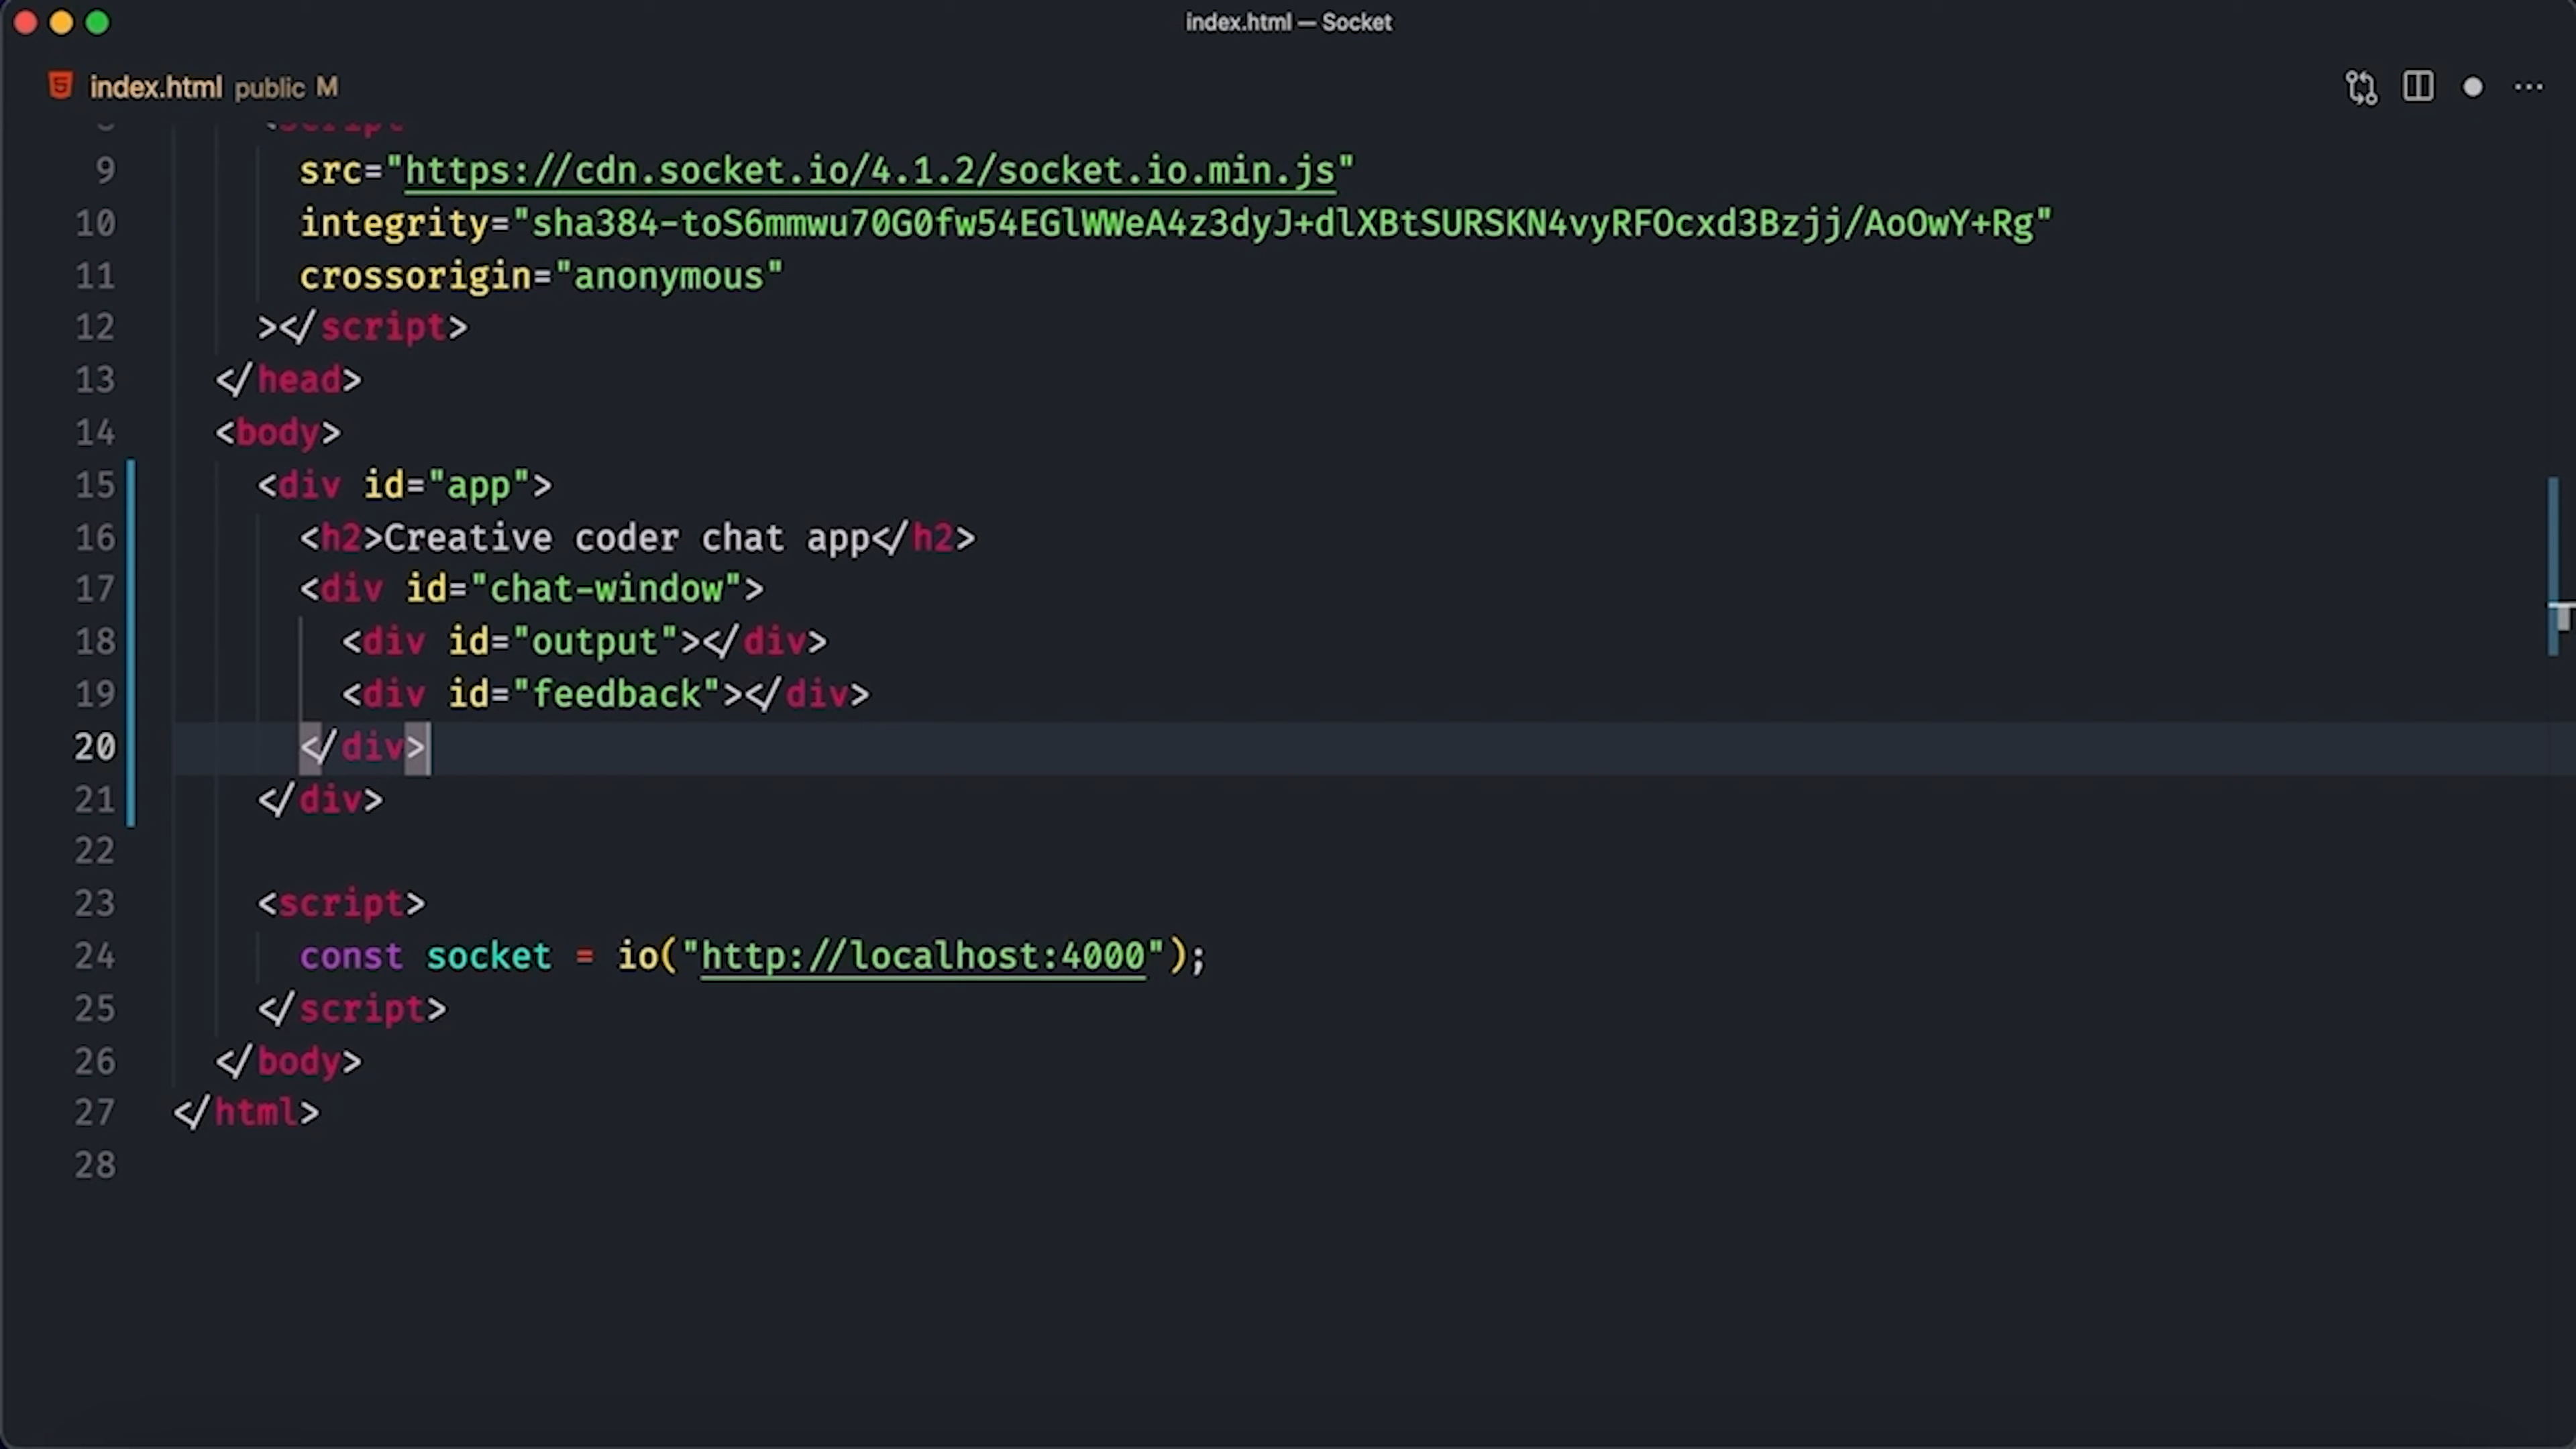 index.html — Socket
index.html public M
9 src="https://cdn.socket.io/4.1.2/socket.io.min.js"
10 integrity="sha384-toS6mmwu70G0fw54EGlWWeA4z3dyJ+dlXBtSURSKN4vyRFOcxd3Bzjj/AoOwY+Rg"
11 crossorigin="anonymous"
12 ></script>
13 </head>
14 <body>
15 <div id="app">
16 <h2>Creative coder chat app</h2>
17 <div id="chat-window">
18 <div id="output"></div>
19 <div id="feedback"></div>
20 </div>
21 </div>
22
23 <script>
24 const socket = io("http://localhost:4000");
25 </script>
26 </body>
27 </html>
28